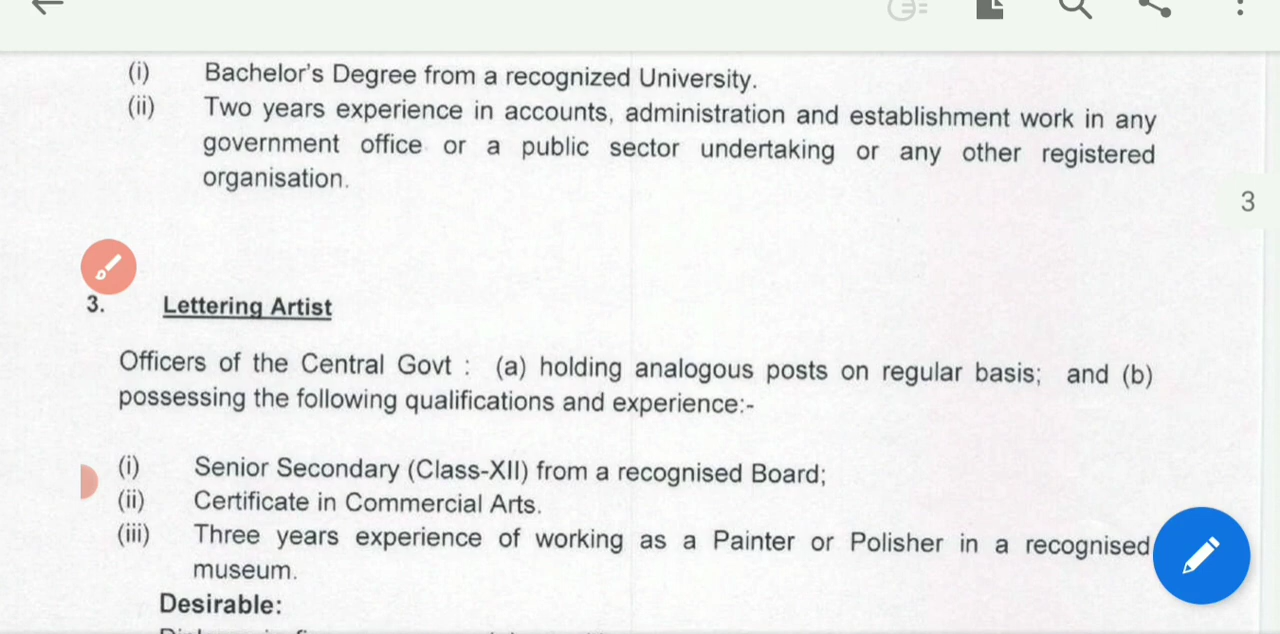 (i) Bachelor's Degree from a recognized University.
(ii) Two years experience in accounts, administration and establishment work in any
government office or a public sector undertaking or any other registered
organisation.
3
3. Lettering Artist
Officers of the Central Govt : (a) holding analogous posts on regular basis; and (b)
possessing the following qualifications and experience:-
(i) Senior Secondary (Class-XII) from a recognised Board;
(ii) Certificate in Commercial Arts.
(iii) Three years experience of working as a Painter or Polisher in a recognised
museum.
Desirable: